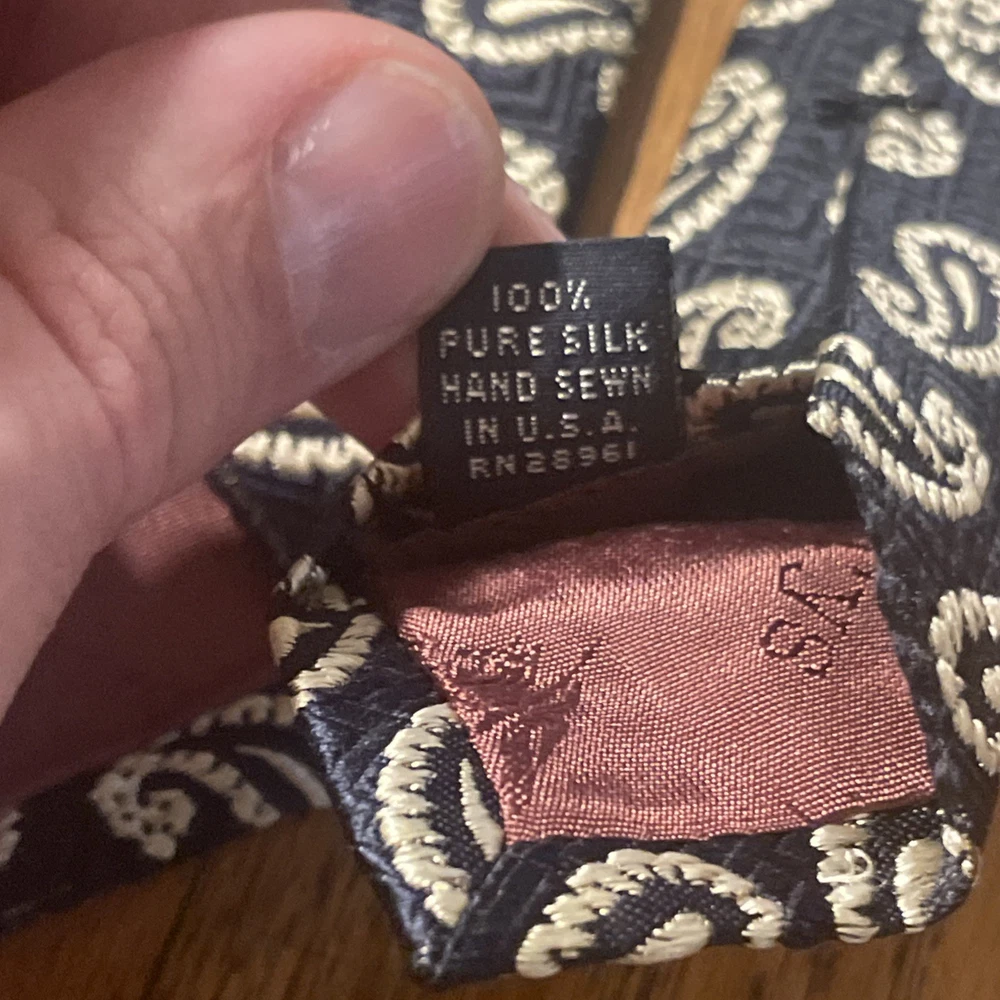 100%
PURE SILK
HAND SEWN
IN U.S.A.
RN28961